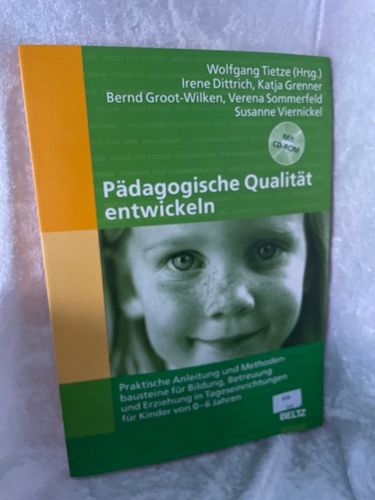 Wolfgang Tietze (Hrsg.)
Irene Dittrich, Katja Grenner
Bernd Groot-Wilken, Verena Sommerfeld
Susanne Viernickel
Mit
CD-ROM
Pädagogische Qualität
entwickeln
Praktische Anleitung und Methoden-
bausteine für Bildung, Betreuung
und Erziehung in Tageseinrichtungen
für Kinder von 0–6 Jahren
BELTZ